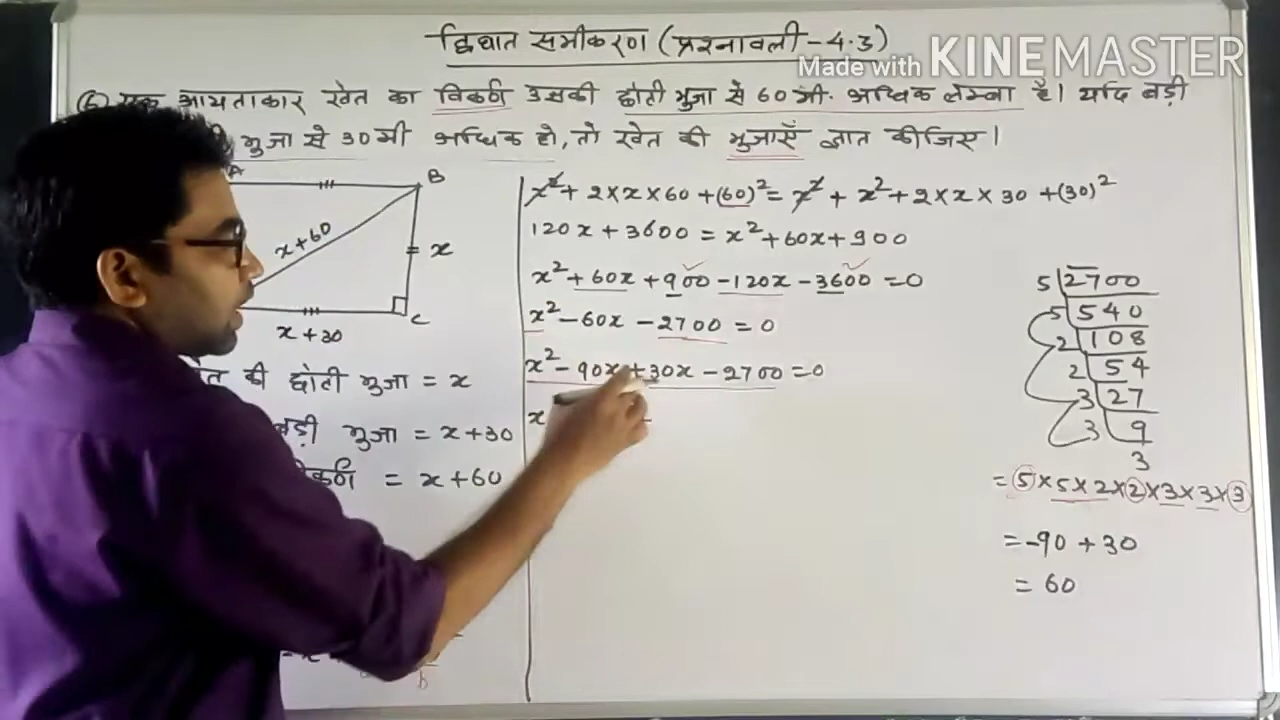 द्विघात समीकरण (प्रश्नावली-4.3)
Made with KINEMASTER
आयताकार खेत का विकर्ण उसकी छोटी भुजा से 60 मी. अधिक लम्बा है। यदि बड़ी
भुजा से 30 मी अधिक हो, तो खेत की भुजाएँ ज्ञात कीजिए।
A
B
x+60
= x
C
x+30
की छोटी भुजा = x
बड़ी भुजा = x+30
= x+60
x² + 2×x×60 +(60)² = x² + x² + 2×x×30 +(30)²
120x + 3600 = x²+60x+900
x² + 60x + 900 - 120x - 3600 = 0
x² - 60x - 2700 = 0
x² - 90x + 30x - 2700 = 0
x
5 2700
5 540
2 108
2 54
3 27
3 9
3
= 5×5×2×2×3×3×3
= -90 + 30
= 60